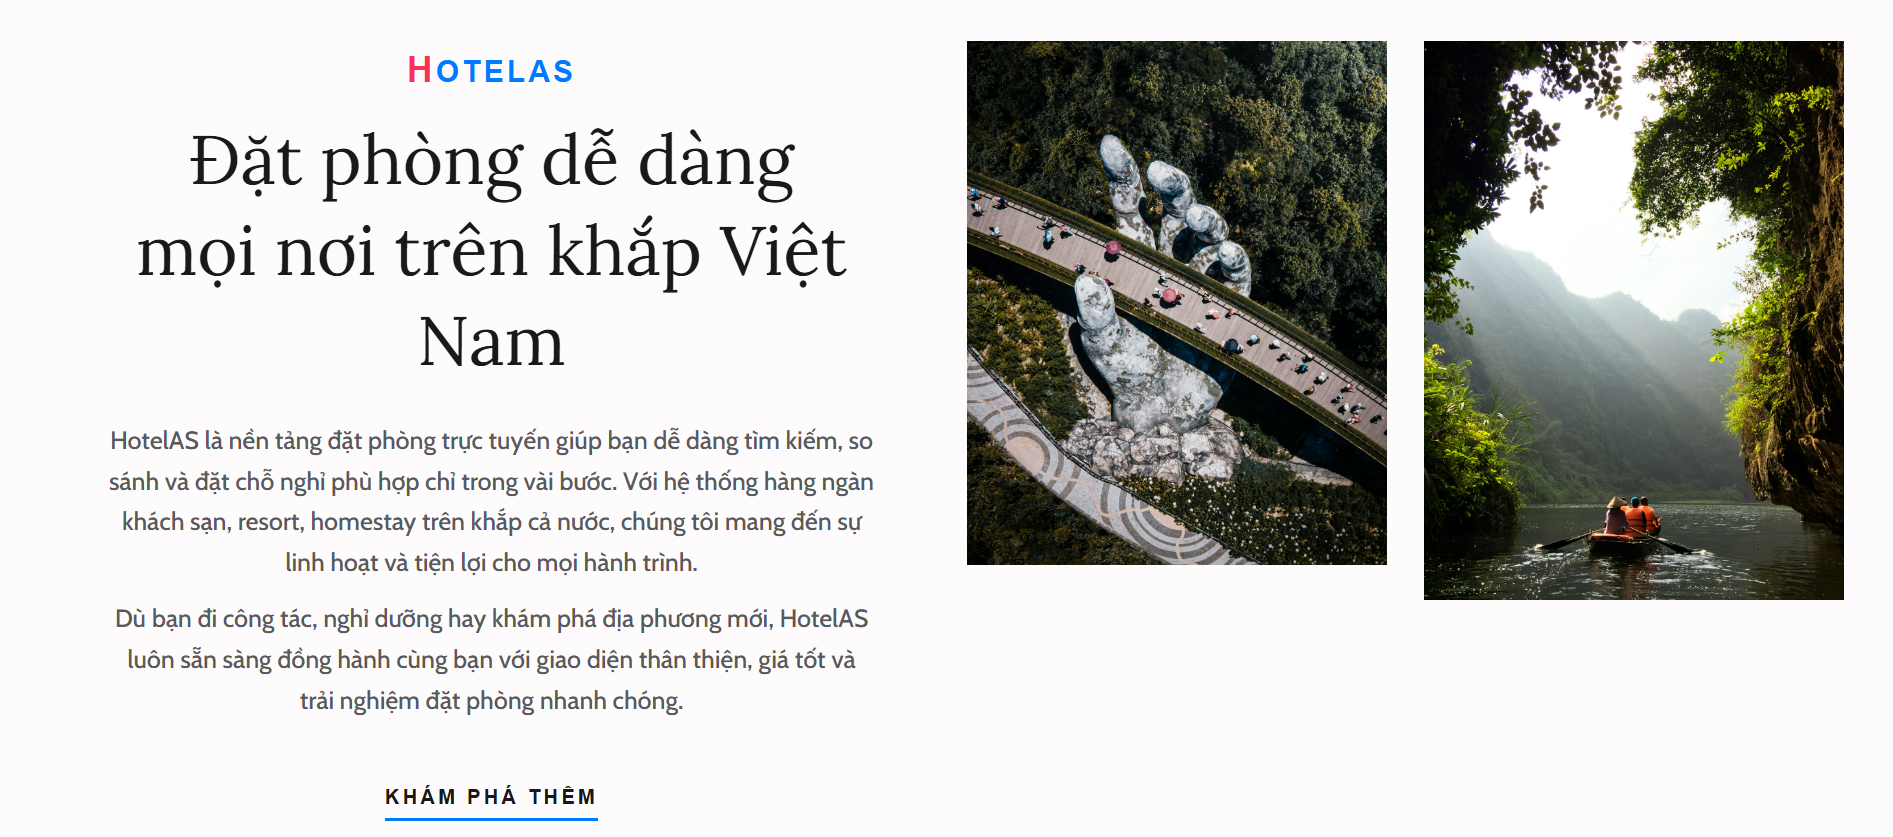 HOTELAS
Đặt phòng dễ dàng
mọi nơi trên khắp Việt
Nam
HotelAS là nền tảng đặt phòng trực tuyến giúp bạn dễ dàng tìm kiếm, so
sánh và đặt chỗ nghỉ phù hợp chỉ trong vài bước. Với hệ thống hàng ngàn
khách sạn, resort, homestay trên khắp cả nước, chúng tôi mang đến sự
linh hoạt và tiện lợi cho mọi hành trình.
Dù bạn đi công tác, nghỉ dưỡng hay khám phá địa phương mới, HotelAS
luôn sẵn sàng đồng hành cùng bạn với giao diện thân thiện, giá tốt và
trải nghiệm đặt phòng nhanh chóng.
KHÁM PHÁ THÊM